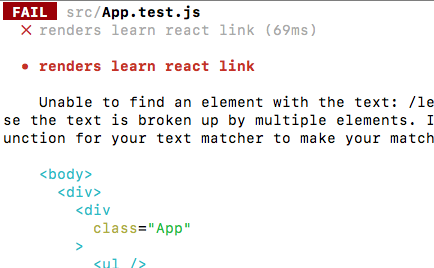 FAIL src/App.test.js
✕ renders learn react link (69ms)
● renders learn react link
Unable to find an element with the text: /le
se the text is broken up by multiple elements. I
unction for your text matcher to make your match
<body>
<div>
<div
class="App"
>
<ul />